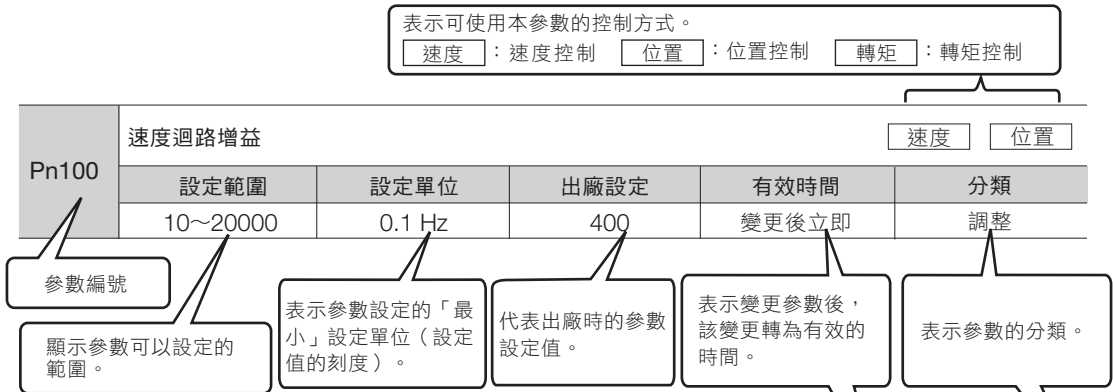 表示可使用本參數的控制方式。
速度：速度控制 位置：位置控制 轉矩：轉矩控制
速度迴路增益 速度 位置
Pn100
設定範圍 設定單位 出廠設定 有效時間 分類
10～20000 0.1 Hz 400 變更後立即 調整
參數編號
顯示參數可以設定的
範圍。
表示參數設定的「最
小」設定單位（設定
值的刻度）。
代表出廠時的參數
設定值。
表示變更參數後，
該變更轉為有效的
時間。
表示參數的分類。